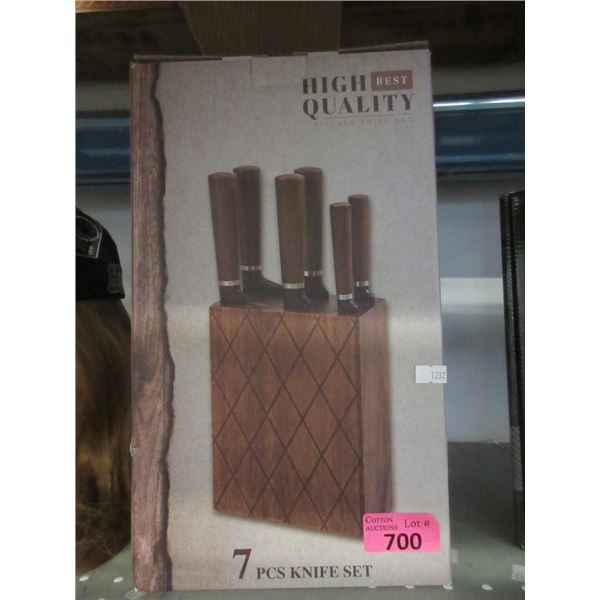 HIGH BEST
QUALITY
KITCHEN KNIFE SET
1232
COTTON
AUCTIONS
Lot #
700
7 PCS KNIFE SET